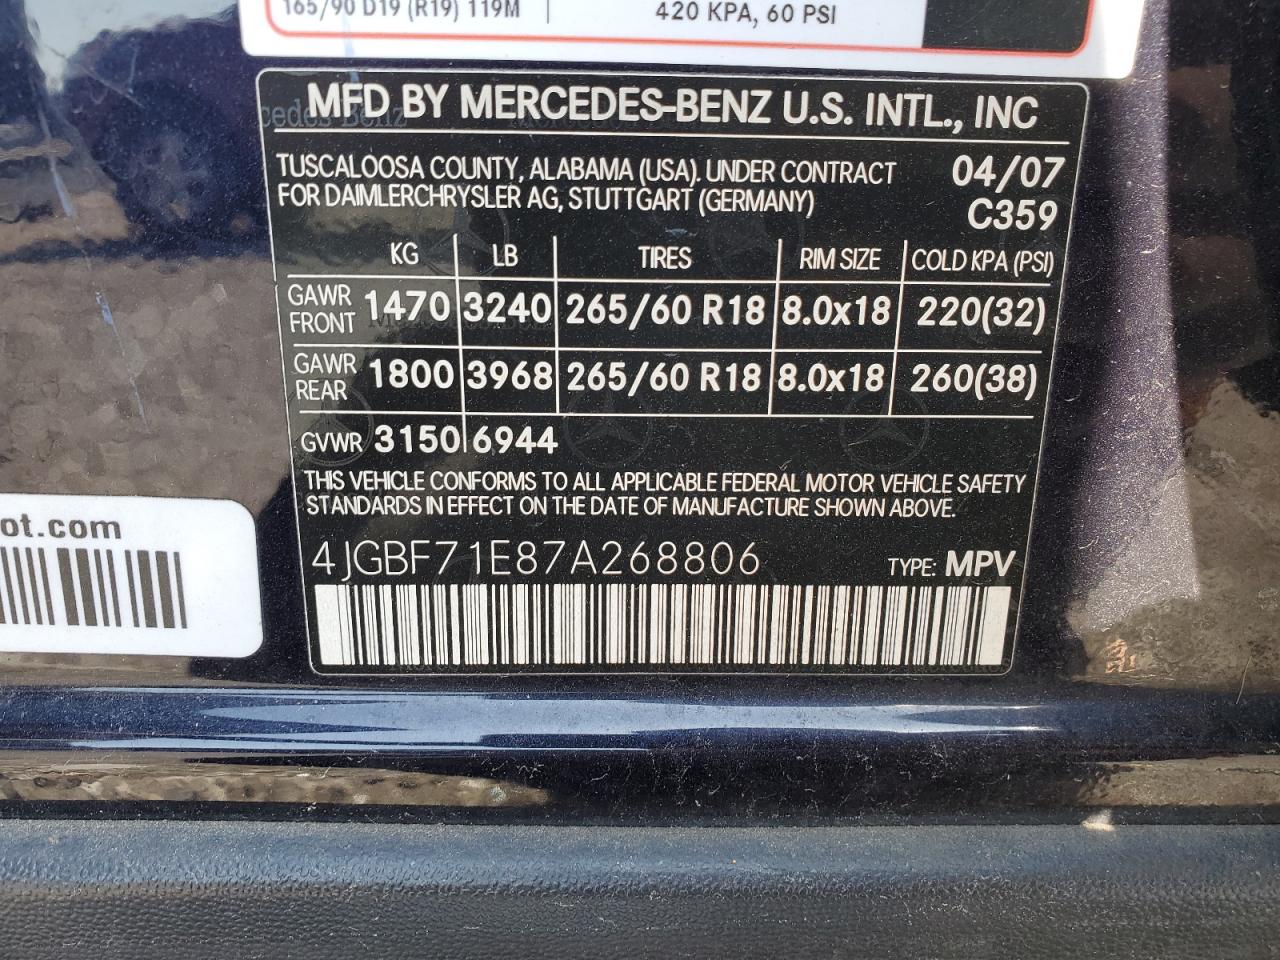 165/90 D19 (R19) 119M 420 KPA, 60 PSI
MFD BY MERCEDES-BENZ U.S. INTL., INC
TUSCALOOSA COUNTY, ALABAMA (USA). UNDER CONTRACT 04/07
FOR DAIMLERCHRYSLER AG, STUTTGART (GERMANY) C359
KG LB TIRES RIM SIZE COLD KPA (PSI)
GAWR FRONT 1470 3240 265/60 R18 8.0x18 220(32)
GAWR REAR 1800 3968 265/60 R18 8.0x18 260(38)
GVWR 3150 6944
THIS VEHICLE CONFORMS TO ALL APPLICABLE FEDERAL MOTOR VEHICLE SAFETY
STANDARDS IN EFFECT ON THE DATE OF MANUFACTURE SHOWN ABOVE.
ot.com
4JGBF71E87A268806 TYPE: MPV